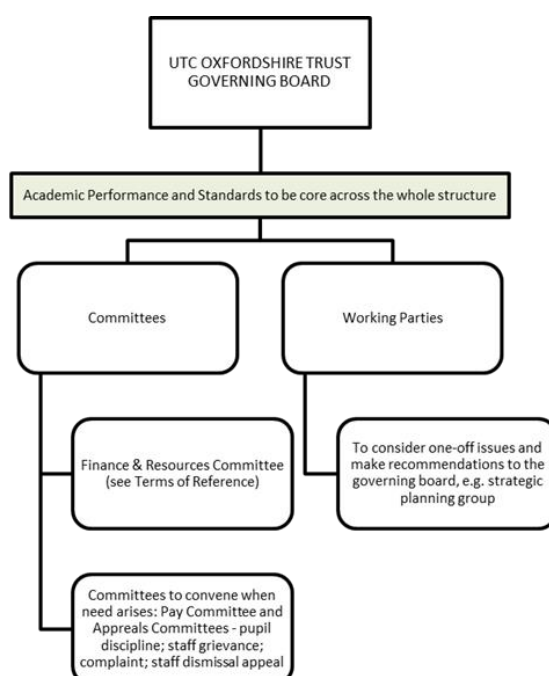 UTC OXFORDSHIRE TRUST
GOVERNING BOARD
Academic Performance and Standards to be core across the whole structure
Committees
Working Parties
Finance & Resources Committee
(see Terms of Reference)
To consider one-off issues and
make recommendations to the
governing board, e.g. strategic
planning group
Committees to convene when
need arises: Pay Committee and
Appreals Committees - pupil
discipline; staff grievance;
complaint; staff dismissal appeal